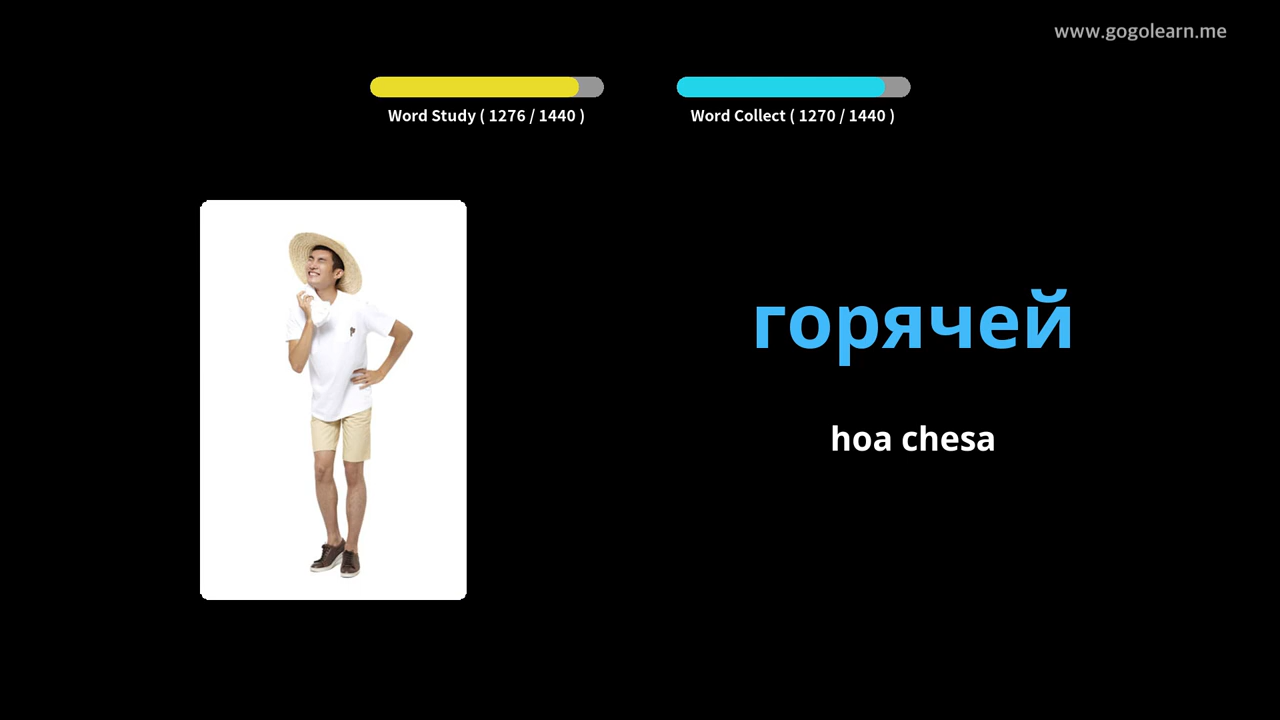 www.gogolearn.me
Word Study ( 1276 / 1440 )
Word Collect ( 1270 / 1440 )
горячей
hoa chesa